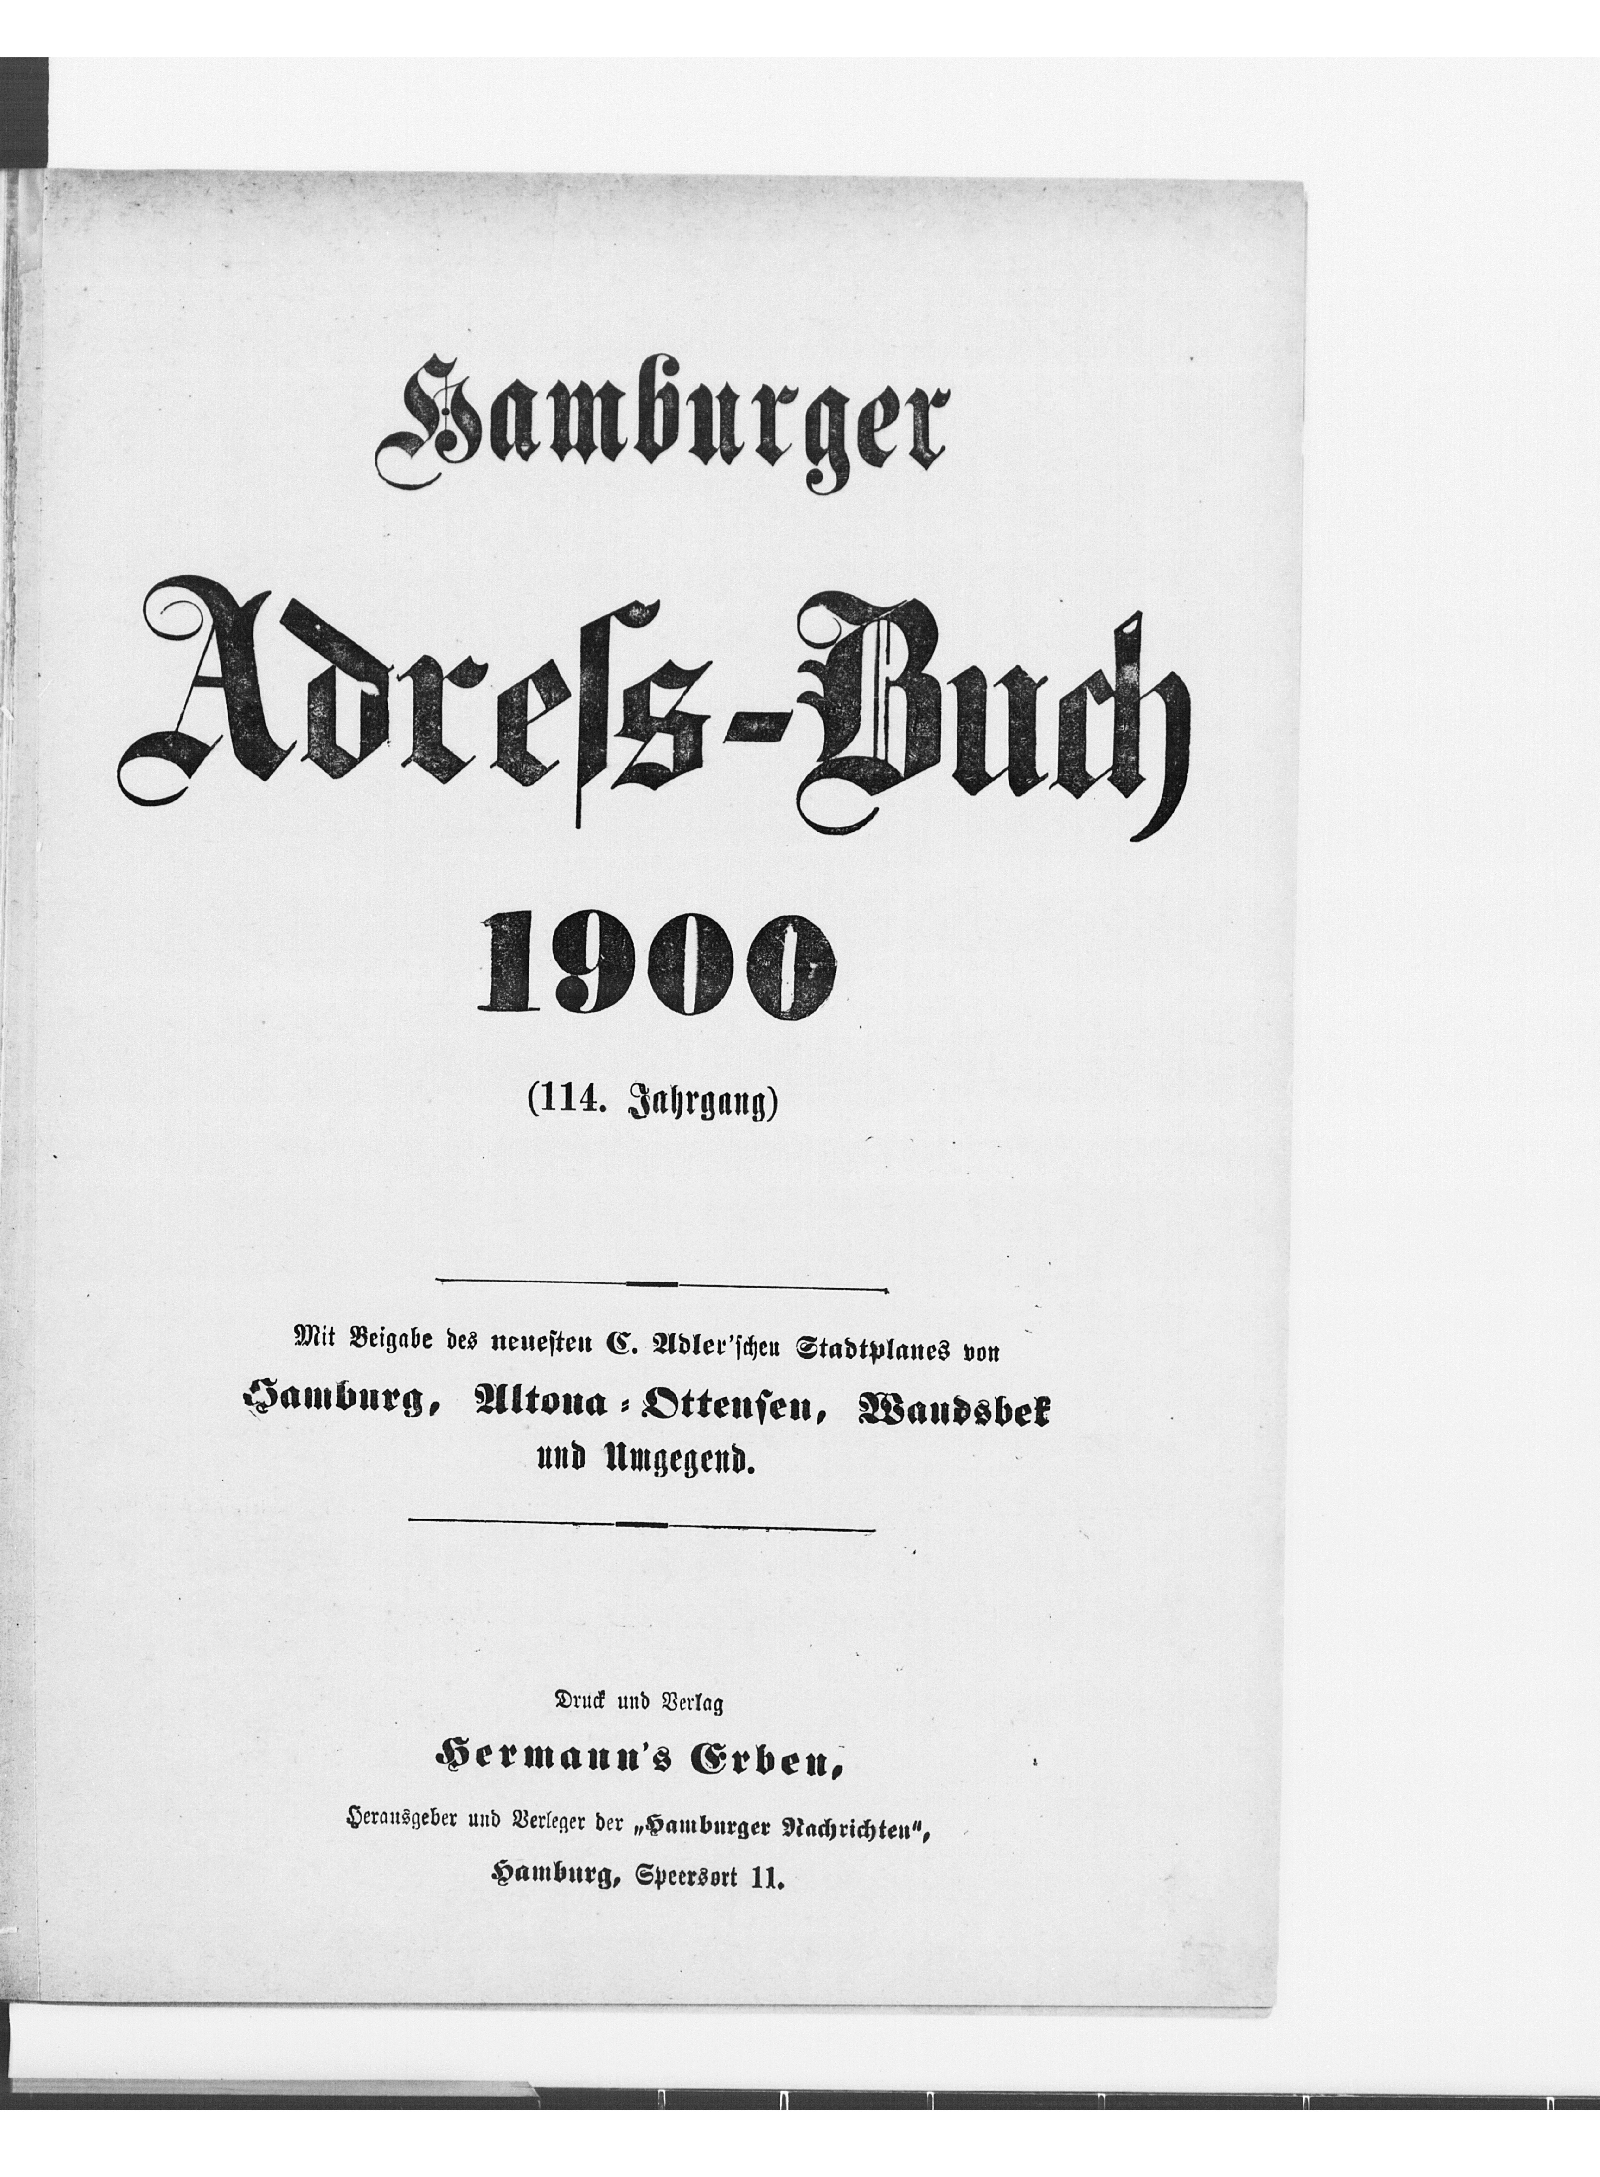 Hamburger
Adreſs-Buch
1900
(114. Jahrgang)
Mit Beigabe des neueſten C. Adler'ſchen Stadtplanes von
Hamburg, Altona-Ottenſen, Wandsbek
und Umgegend.
Druck und Verlag
Hermann's Erben,
Herausgeber und Verleger der „Hamburger Nachrichten“,
Hamburg, Speersort 11.